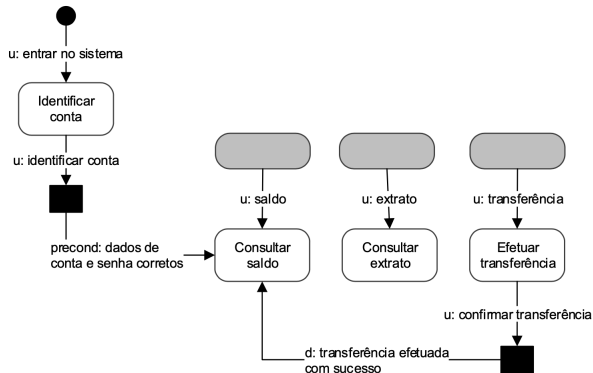 u: entrar no sistema
Identificar
conta
u: identificar conta
precond: dados de
conta e senha corretos
u: saldo
Consultar
saldo
u: extrato
Consultar
extrato
u: transferência
Efetuar
transferência
u: confirmar transferência
d: transferência efetuada
com sucesso